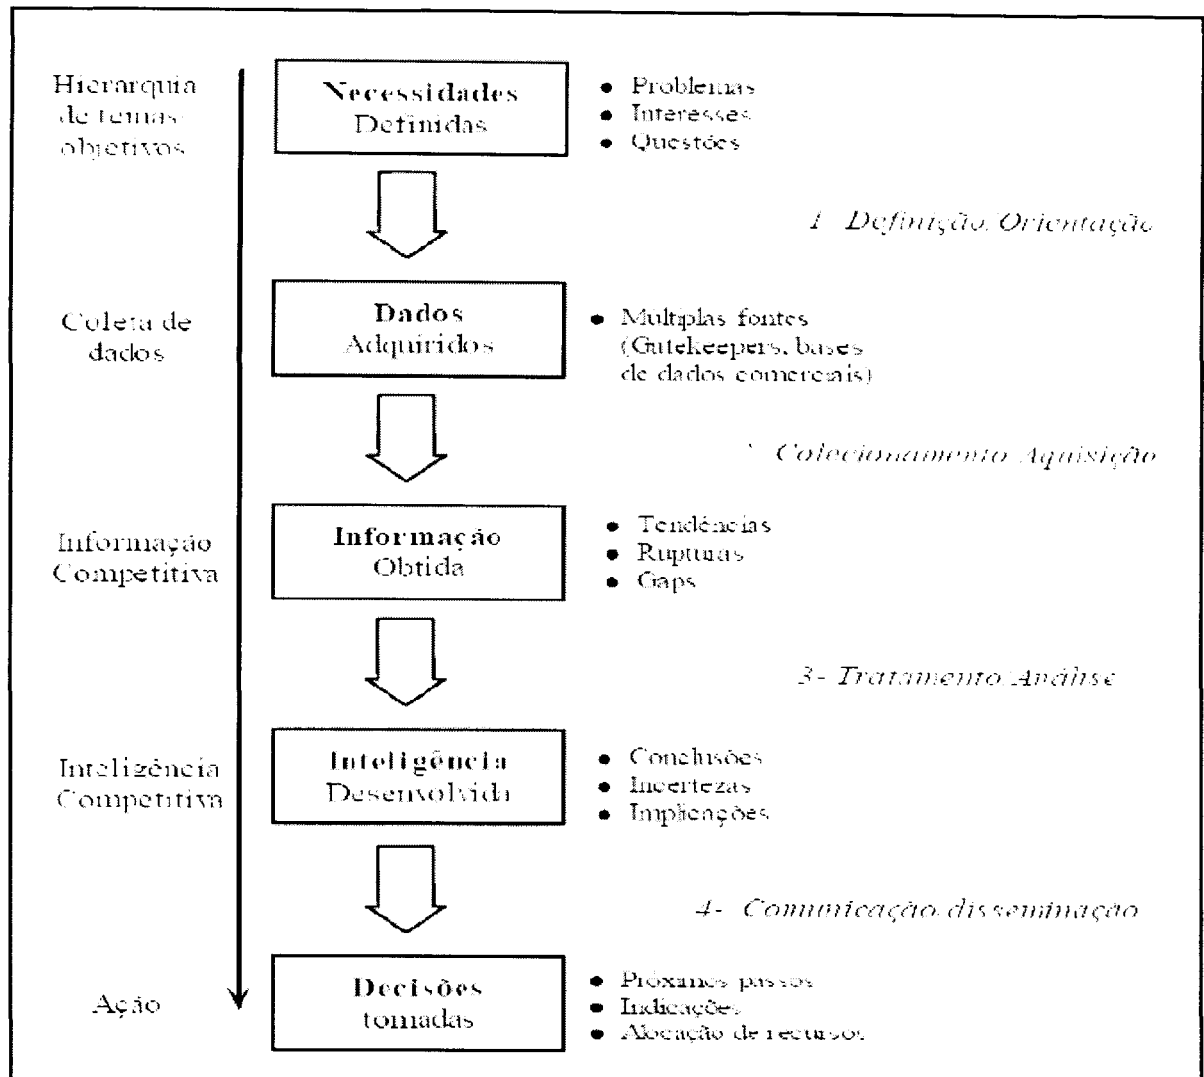 Hierarquia
de temas
objetivos
Necessidades
Definidas
• Problemas
• Interesses
• Questões
1 Definição/Orientação
Coleta de
dados
Dados
Adquiridos
• Multiplas fontes
(Gutekeepers, bases
de dados comerciais)
Colecionamento Aquisição
Informação
Competitiva
Informação
Obtida
• Tendências
• Rupturas
• Gaps
3- Tratamento/Análise
Inteligência
Competitiva
Inteligência
Desenvolvida
• Conclusões
• Incertezas
• Implicações
4- Comunicação disseminação
Ação
Decisões
tomadas
• Próximos passos
• Indicações
• Alocação de recursos